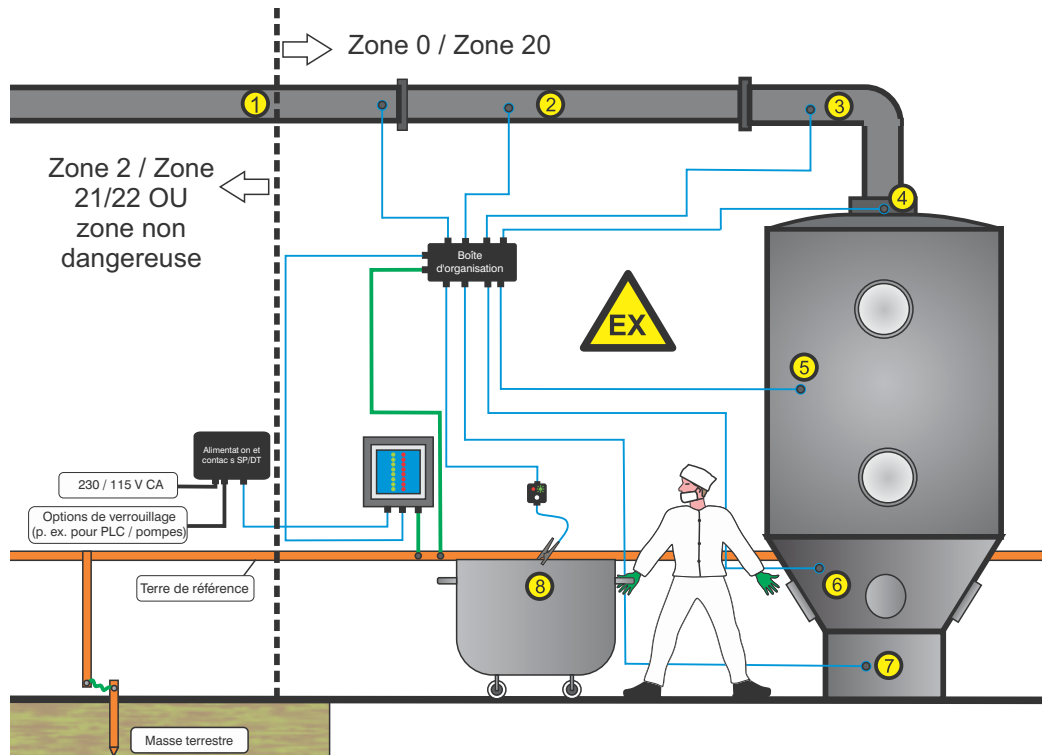 Zone 0 / Zone 20
1
2
3
Zone 2 / Zone
21/22 OU
zone non
dangereuse
4
Boîte
d'organisation
EX
5
Alimentat on et
contac s SP/DT
230 / 115 V CA
Options de verrouillage
(p. ex. pour PLC / pompes)
Terre de référence
8
6
7
Masse terrestre